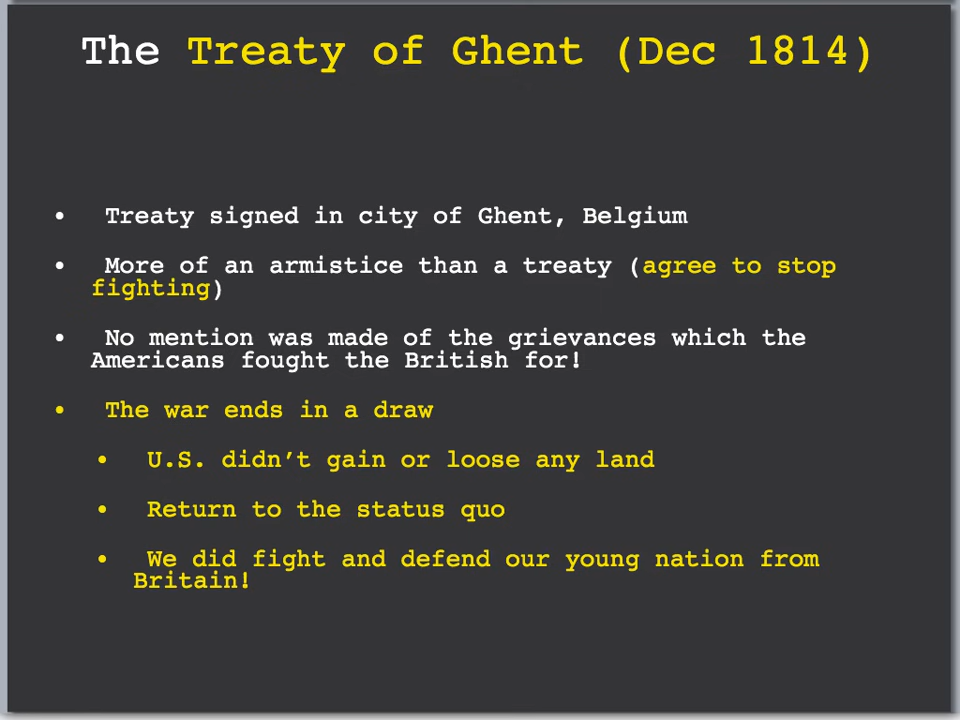 The Treaty of Ghent (Dec 1814)
• Treaty signed in city of Ghent, Belgium
• More of an armistice than a treaty (agree to stop
fighting)
• No mention was made of the grievances which the
Americans fought the British for!
• The war ends in a draw
• U.S. didn't gain or loose any land
• Return to the status quo
• We did fight and defend our young nation from
Britain!